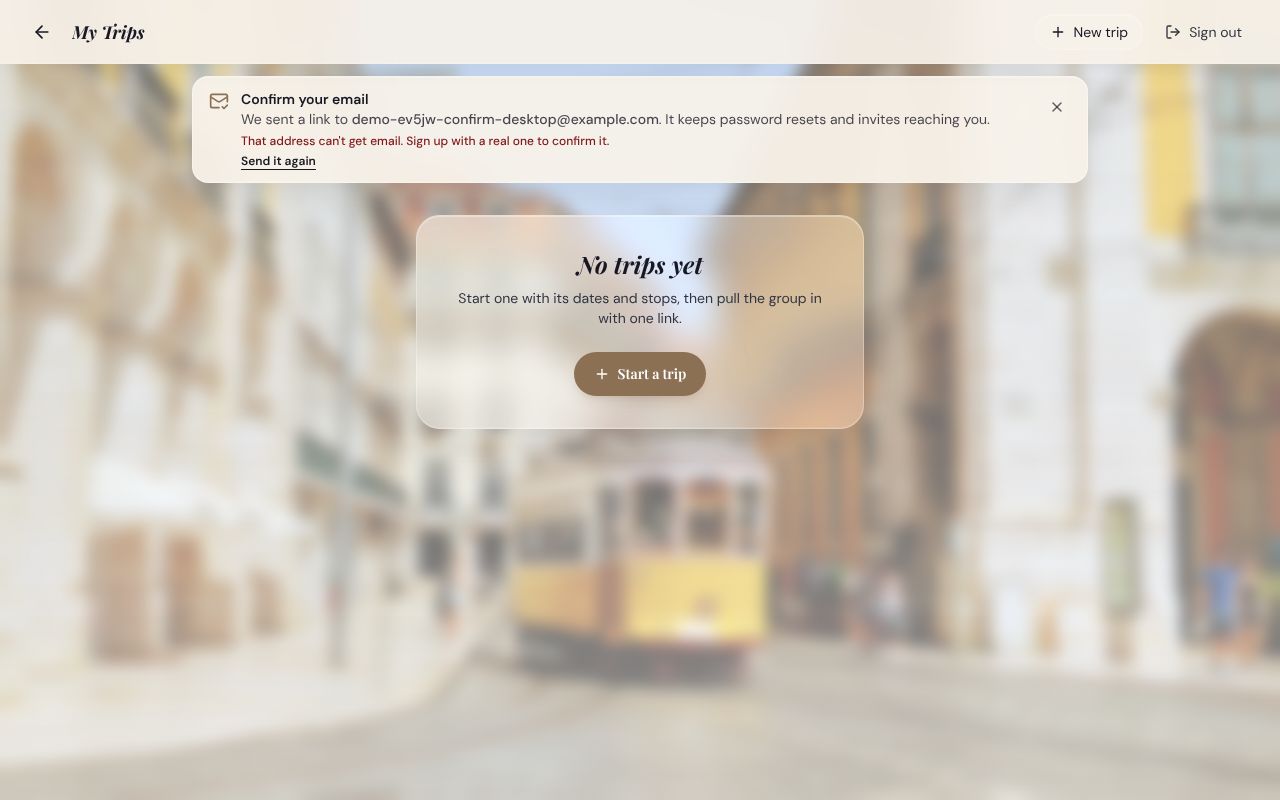 My Trips
New trip
Sign out
Confirm your email
We sent a link to demo-ev5jw-confirm-desktop@example.com. It keeps password resets and invites reaching you.
That address can't get email. Sign up with a real one to confirm it.
Send it again
No trips yet
Start one with its dates and stops, then pull the group in
with one link.
Start a trip